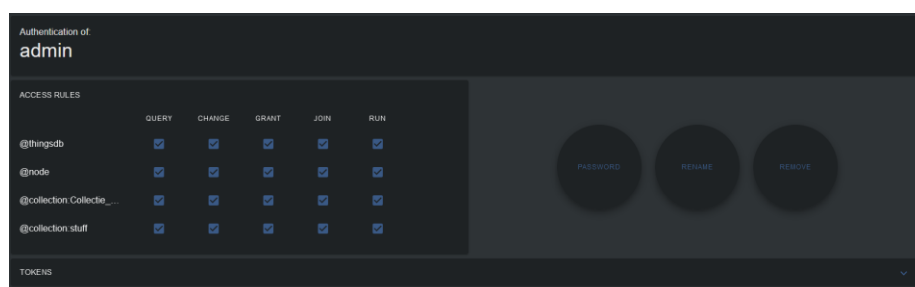 Authentication of:
admin
ACCESS RULES
QUERY CHANGE GRANT JOIN RUN
@thingsdb
@node
@collection:Collectie_...
@collection:stuff
PASSWORD RENAME REMOVE
TOKENS